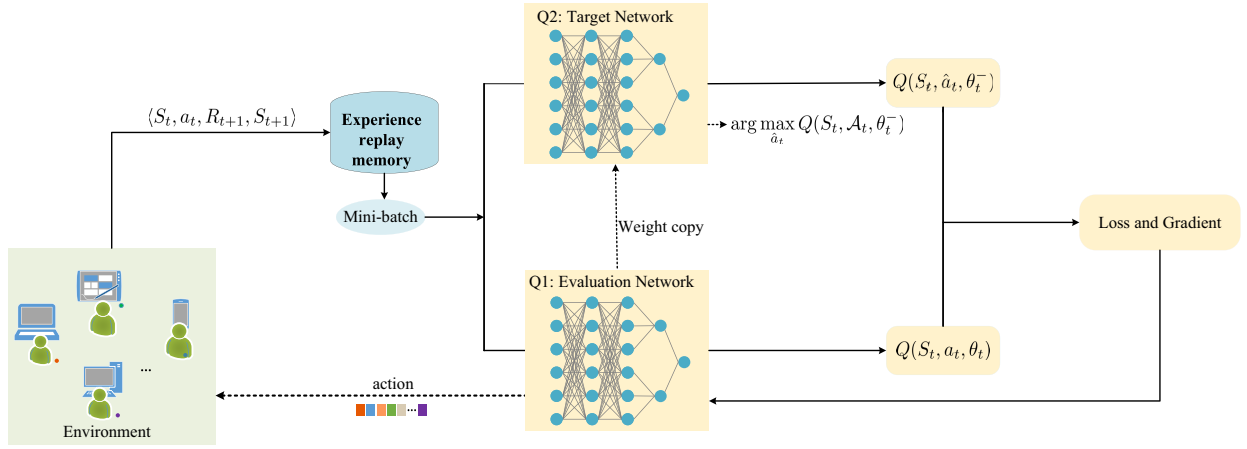 Q2: Target Network
⟨S_t, a_t, R_{t+1}, S_{t+1}⟩
Experience
replay
memory
Q(S_t, â_t, θ_t^-)
arg max_{â_t} Q(S_t, 𝒜_t, θ_t^-)
Mini-batch
Weight copy
Loss and Gradient
Q1: Evaluation Network
Q(S_t, a_t, θ_t)
...
action
...
Environment